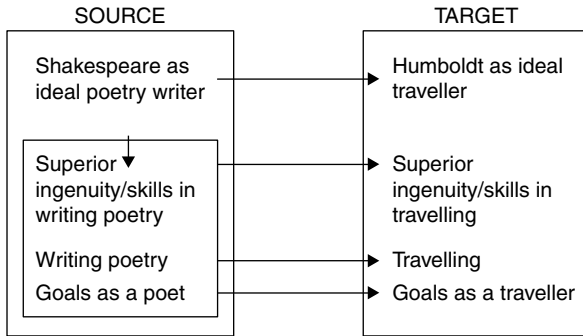 SOURCE
Shakespeare as
ideal poetry writer
Superior
ingenuity/skills in
writing poetry
Writing poetry
Goals as a poet
TARGET
Humboldt as ideal
traveller
Superior
ingenuity/skills in
travelling
Travelling
Goals as a traveller